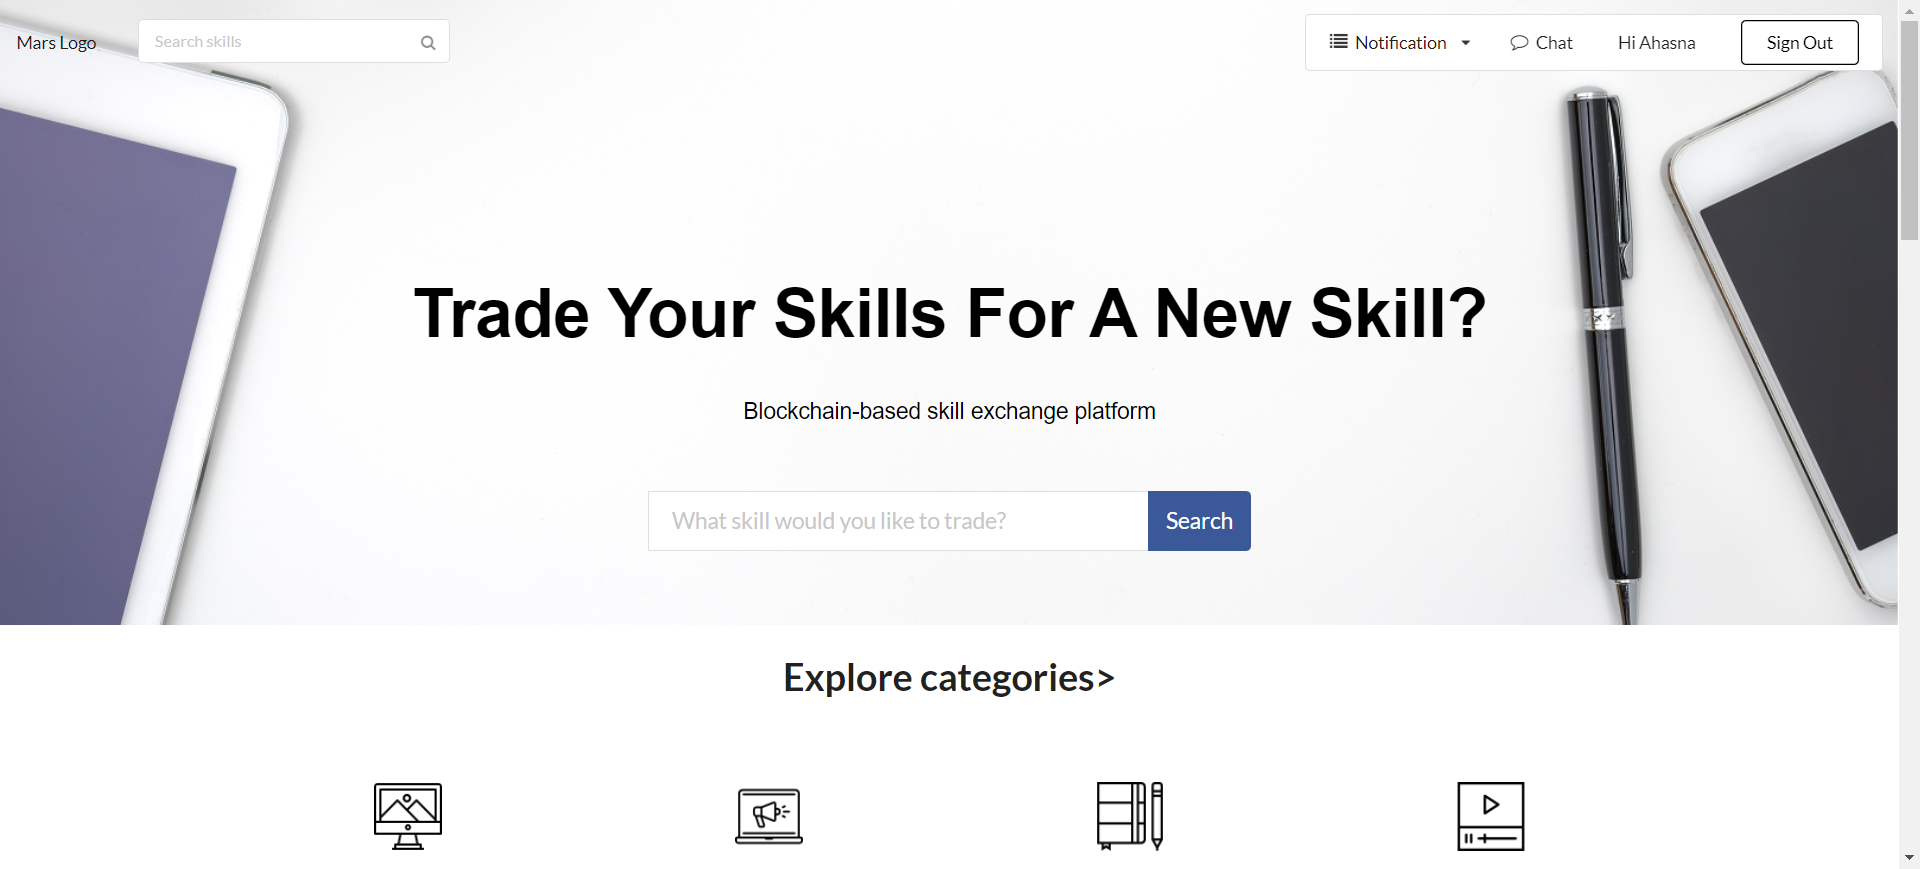 Mars Logo
Search skills
Notification
Chat
Hi Ahasna
Sign Out
Trade Your Skills For A New Skill?
Blockchain-based skill exchange platform
What skill would you like to trade?
Search
Explore categories>